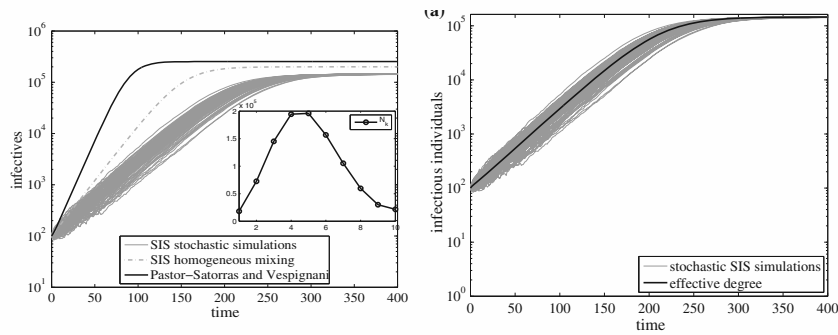 (a)
10^6
10^5
10^4
10^3
10^2
10^1
infectives
0 50 100 150 200 250 300 350 400
time
x 10^5
2
1.5
1
0.5
0
2 4 6 8 10
N_k
SIS stochastic simulations
SIS homogeneous mixing
Pastor−Satorras and Vespignani
10^5
10^4
10^3
10^2
10^1
10^0
infectious individuals
0 50 100 150 200 250 300 350 400
time
stochastic SIS simulations
effective degree